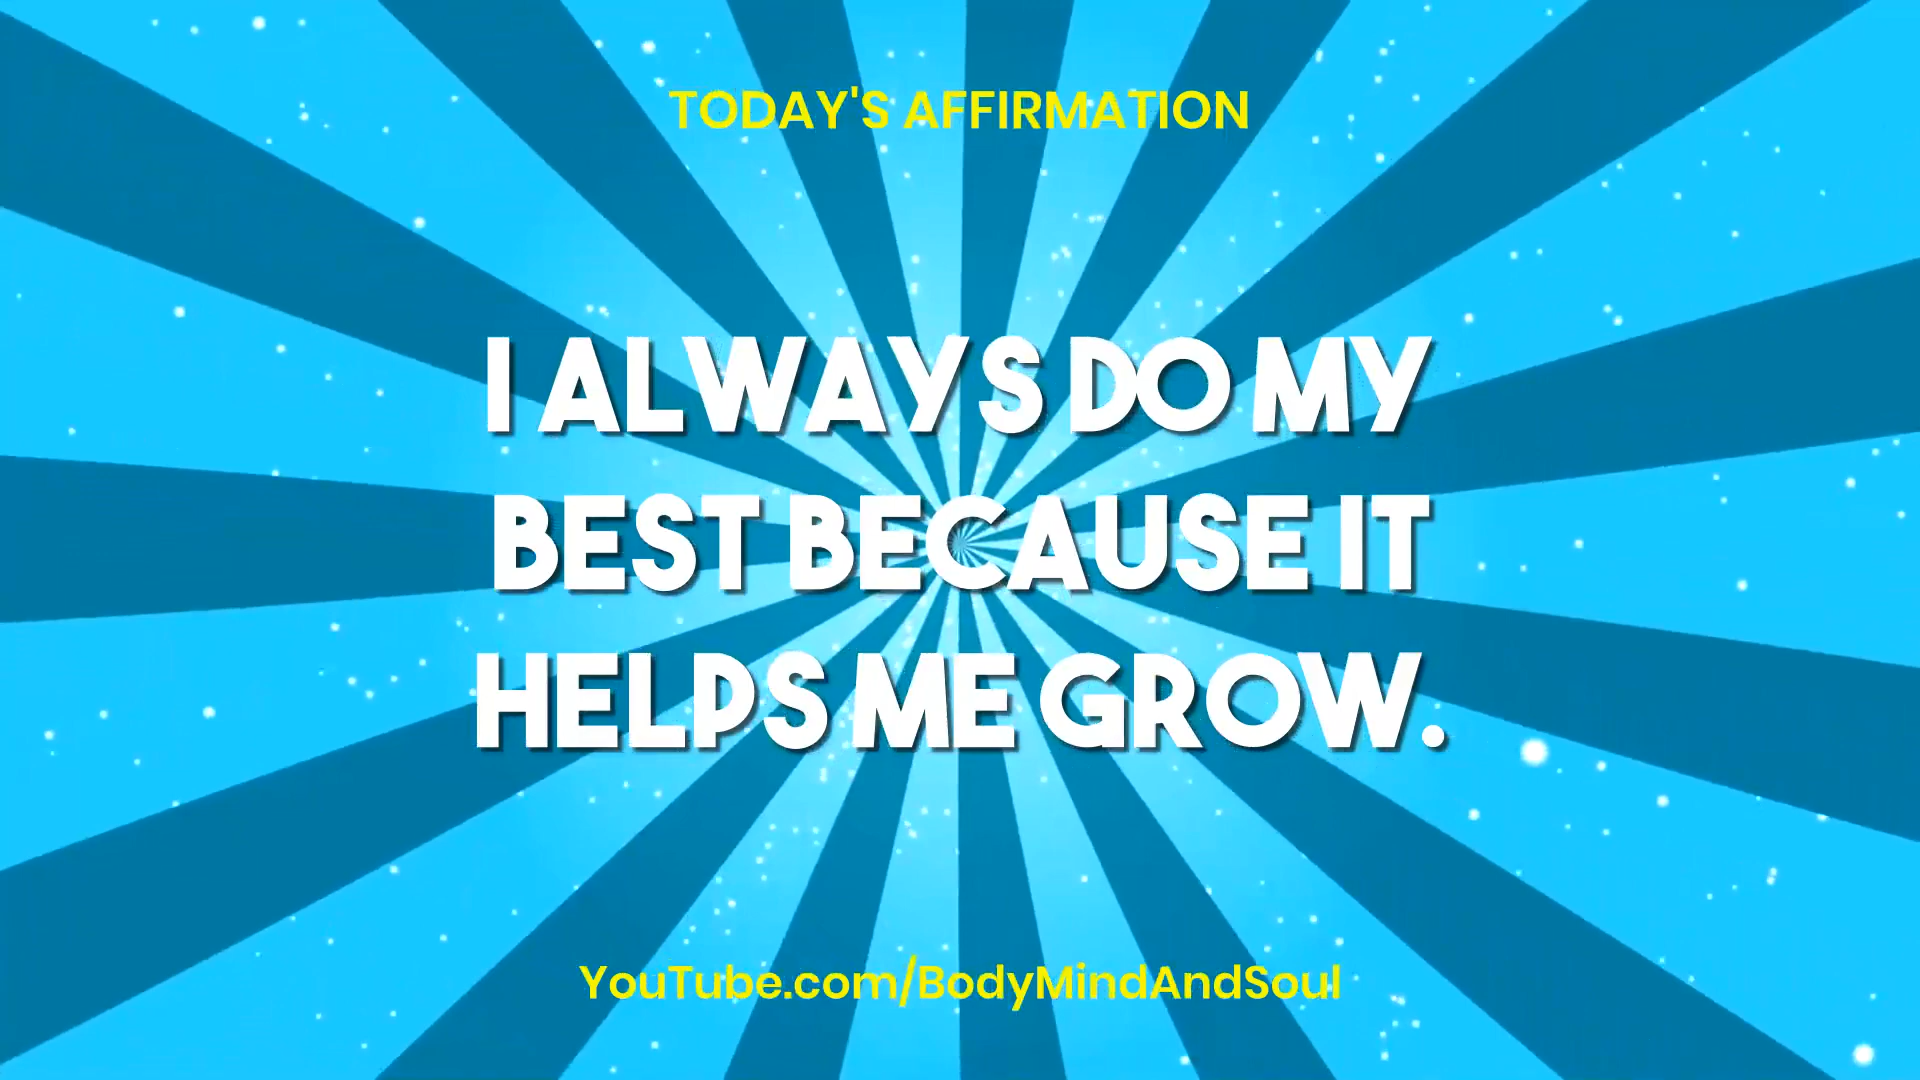 TODAY'S AFFIRMATION
I ALWAYS DO MY
BEST BECAUSE IT
HELPS ME GROW.
YouTube.com/BodyMindAndSoul